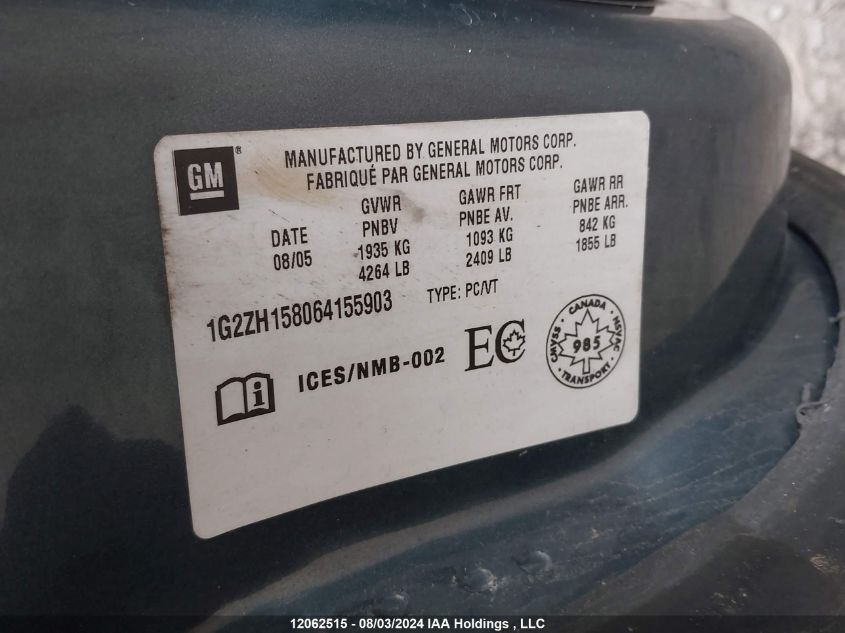 GM®
MANUFACTURED BY GENERAL MOTORS CORP.
FABRIQUÉ PAR GENERAL MOTORS CORP.
DATE
08/05
GVWR
PNBV
1935 KG
4264 LB
GAWR FRT
PNBE AV.
1093 KG
2409 LB
GAWR RR
PNBE ARR.
842 KG
1855 LB
1G2ZH158064155903
TYPE: PC/VT
i
ICES/NMB-002
EC
CANADA
CMVSS
985
NSVAC
TRANSPORT
12062515 - 08/03/2024 IAA Holdings , LLC